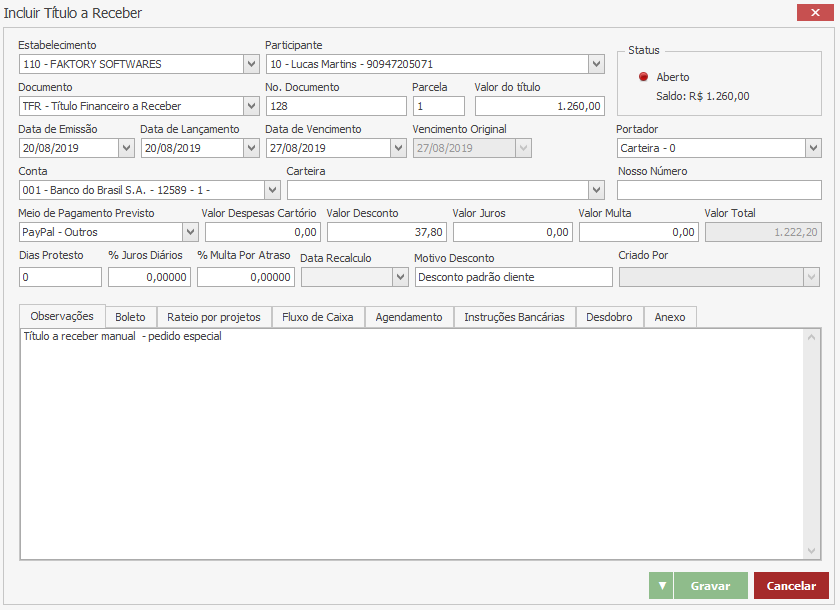 Incluir Título a Receber
Estabelecimento Participante
110 - FAKTORY SOFTWARES 10 - Lucas Martins - 90947205071
Status
Aberto
Saldo: R$ 1.260,00
Documento No. Documento Parcela Valor do título
TFR - Título Financeiro a Receber 128 1 1.260,00
Data de Emissão Data de Lançamento Data de Vencimento Vencimento Original Portador
20/08/2019 20/08/2019 27/08/2019 27/08/2019 Carteira - 0
Conta Carteira Nosso Número
001 - Banco do Brasil S.A. - 12589 - 1 -
Meio de Pagamento Previsto Valor Despesas Cartório Valor Desconto Valor Juros Valor Multa Valor Total
PayPal - Outros 0,00 37,80 0,00 0,00 1.222,20
Dias Protesto % Juros Diários % Multa Por Atraso Data Recalculo Motivo Desconto Criado Por
0 0,00000 0,00000 Desconto padrão cliente
Observações Boleto Rateio por projetos Fluxo de Caixa Agendamento Instruções Bancárias Desdobro Anexo
Título a receber manual - pedido especial
Gravar Cancelar